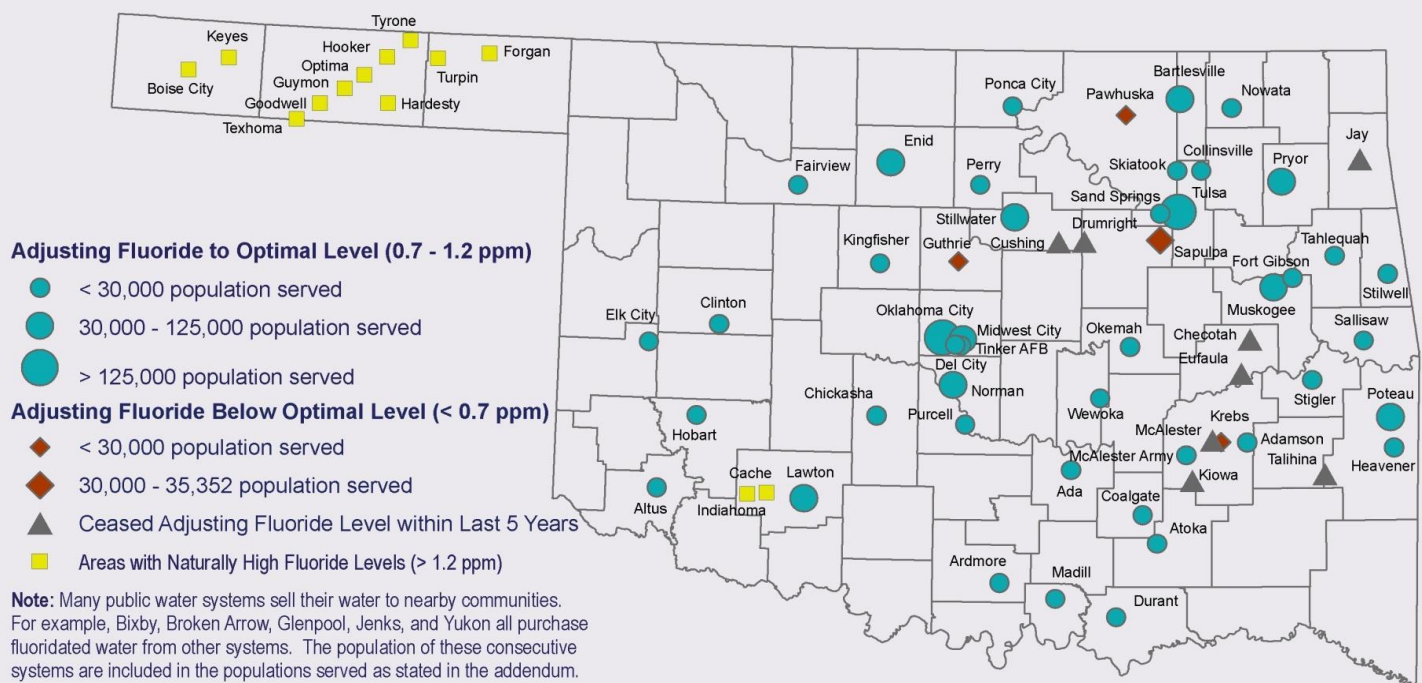 Tyrone
Keyes
Hooker
Forgan
Optima
Turpin
Boise City
Guymon
Goodwell
Hardesty
Texhoma
Ponca City
Bartlesville
Pawhuska
Nowata
Enid
Jay
Fairview
Perry
Skiatook
Collinsville
Pryor
Sand Springs
Tulsa
Stillwater
Drumright
Kingfisher
Guthrie
Cushing
Sapulpa
Tahlequah
Fort Gibson
Stilwell
Muskogee
Clinton
Elk City
Oklahoma City
Midwest City
Tinker AFB
Okemah
Checotah
Sallisaw
Eufaula
Del City
Norman
Chickasha
Purcell
Wewoka
Stigler
Poteau
Hobart
Krebs
McAlester
Adamson
McAlester Army
Talihina
Heavener
Cache
Lawton
Kiowa
Ada
Altus
Indiahoma
Coalgate
Atoka
Ardmore
Madill
Durant
Adjusting Fluoride to Optimal Level (0.7 - 1.2 ppm)
< 30,000 population served
30,000 - 125,000 population served
> 125,000 population served
Adjusting Fluoride Below Optimal Level (< 0.7 ppm)
< 30,000 population served
30,000 - 35,352 population served
Ceased Adjusting Fluoride Level within Last 5 Years
Areas with Naturally High Fluoride Levels (> 1.2 ppm)
Note: Many public water systems sell their water to nearby communities.
For example, Bixby, Broken Arrow, Glenpool, Jenks, and Yukon all purchase
fluoridated water from other systems. The population of these consecutive
systems are included in the populations served as stated in the addendum.